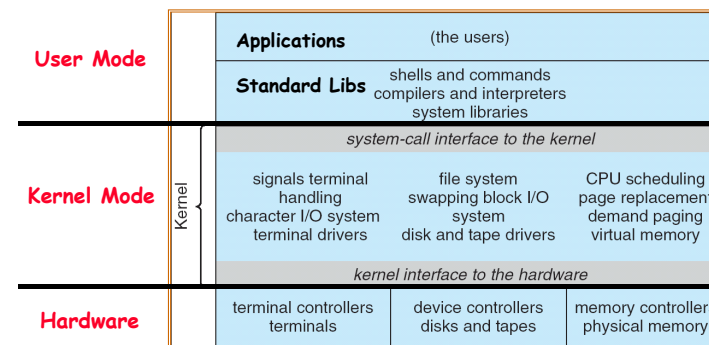 User Mode
Applications (the users)
Standard Libs shells and commands
compilers and interpreters
system libraries
Kernel Mode
Kernel
system-call interface to the kernel
signals terminal
handling
character I/O system
terminal drivers
file system
swapping block I/O
system
disk and tape drivers
CPU scheduling
page replacement
demand paging
virtual memory
kernel interface to the hardware
Hardware
terminal controllers
terminals
device controllers
disks and tapes
memory controller
physical memory